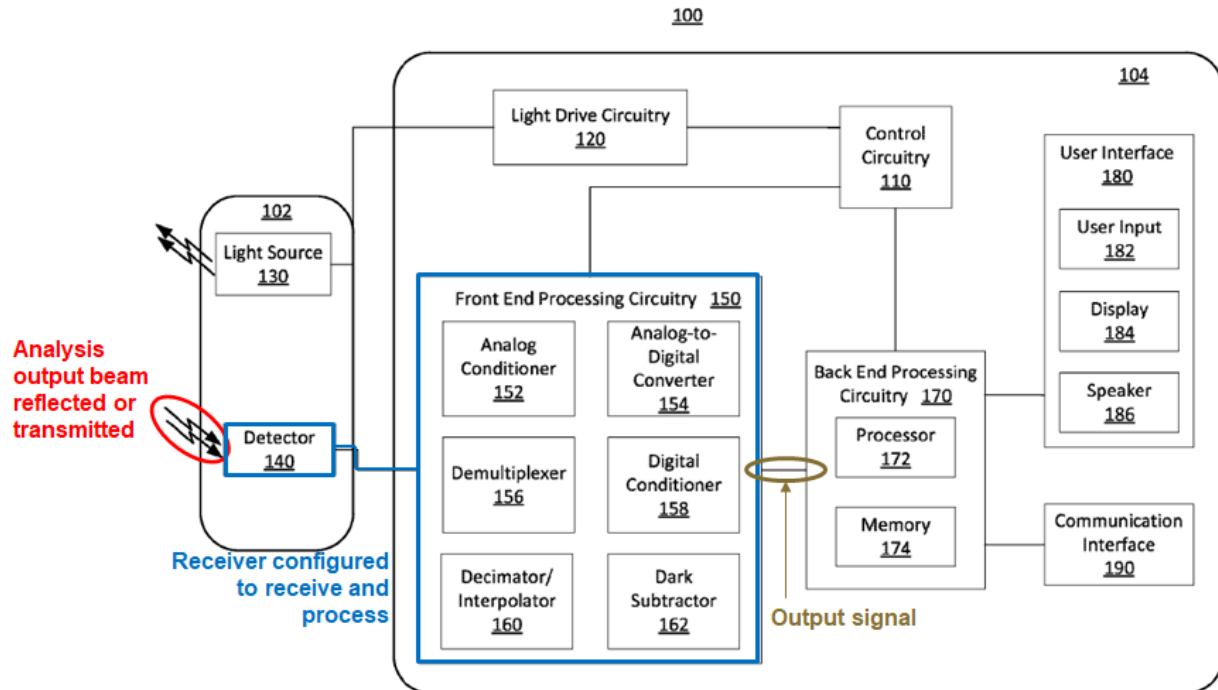 100
104
Light Drive Circuitry
120
Control
Circuitry
110
User Interface
180
User Input
182
Display
184
Speaker
186
102
Light Source
130
Analysis
output beam
reflected or
transmitted
Detector
140
Front End Processing Circuitry 150
Analog
Conditioner
152
Analog-to-
Digital
Converter
154
Demultiplexer
156
Digital
Conditioner
158
Decimator/
Interpolator
160
Dark
Subtractor
162
Receiver configured
to receive and
process
Back End Processing
Circuitry 170
Processor
172
Memory
174
Output signal
Communication
Interface
190